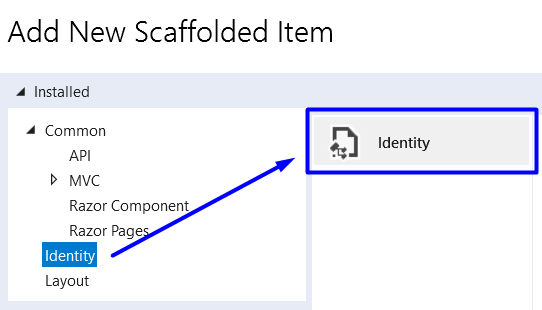 Add New Scaffolded Item
Installed
Common
API
MVC
Razor Component
Razor Pages
Identity
Layout
Identity